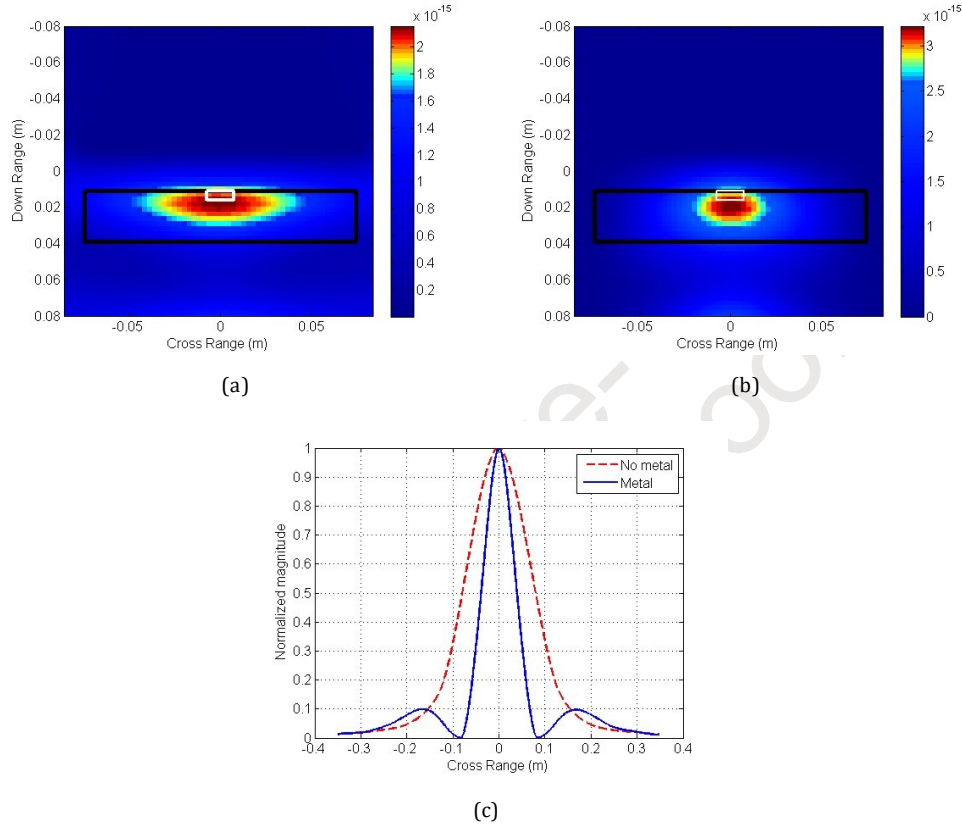 x 10^-15
-0.08
-0.06
-0.04
-0.02
0
0.02
0.04
0.06
0.08
Down Range (m)
-0.05 0 0.05
Cross Range (m)
2
1.8
1.6
1.4
1.2
1
0.8
0.6
0.4
0.2
(a)
x 10^-15
-0.08
-0.06
-0.04
-0.02
0
0.02
0.04
0.06
0.08
Down Range (m)
-0.05 0 0.05
Cross Range (m)
3
2.5
2
1.5
1
0.5
0
(b)
1
0.9
0.8
0.7
0.6
0.5
0.4
0.3
0.2
0.1
0
Normalized magnitude
No metal
Metal
-0.4 -0.3 -0.2 -0.1 0 0.1 0.2 0.3 0.4
Cross Range (m)
(c)